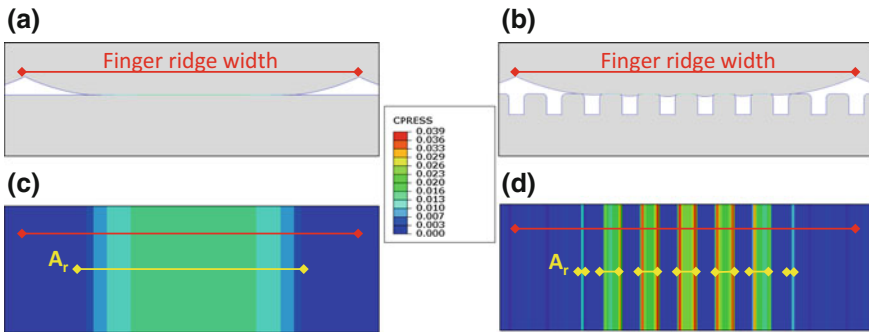 (a)
(b)
Finger ridge width
Finger ridge width
CPRESS
0.039
0.036
0.033
0.029
0.026
0.023
0.020
0.016
0.013
0.010
0.007
0.003
0.000
(c)
(d)
Ar
Ar